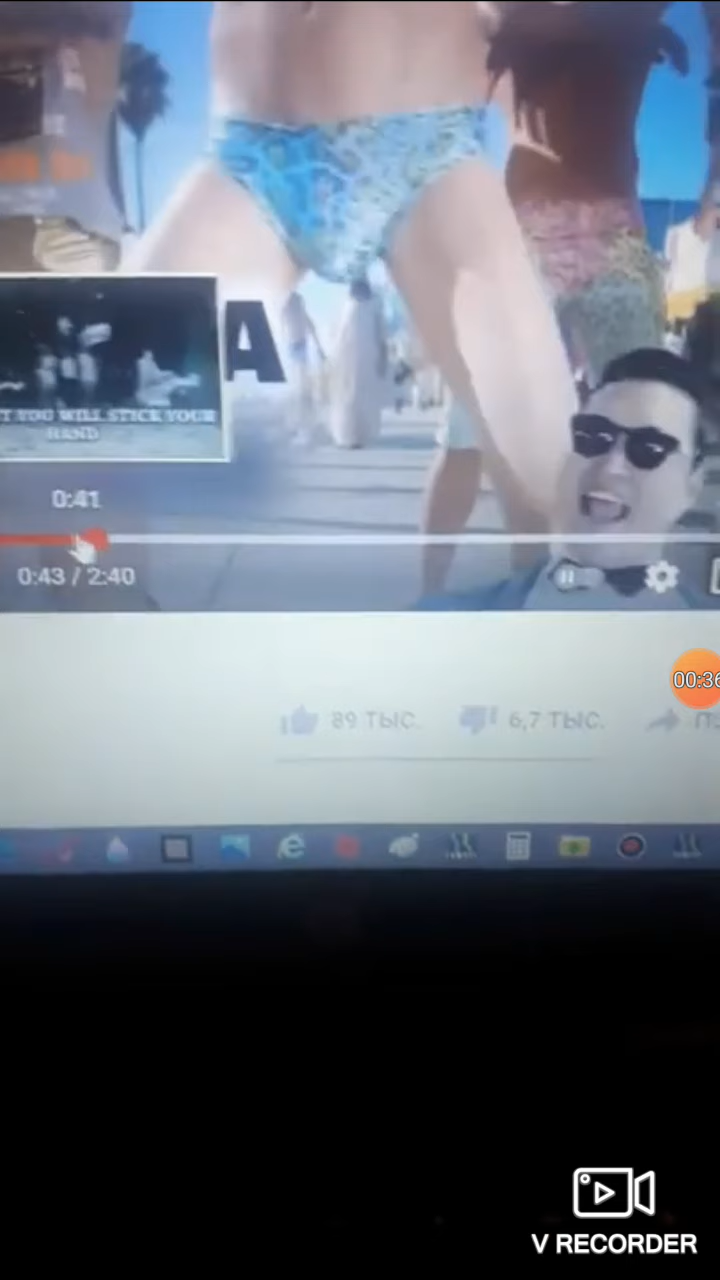 A
T YOU WILL STICK YOUR
HAND
0:41
0:43 / 2:40
00:36
89 ТЫС.
6,7 ТЫС.
V RECORDER